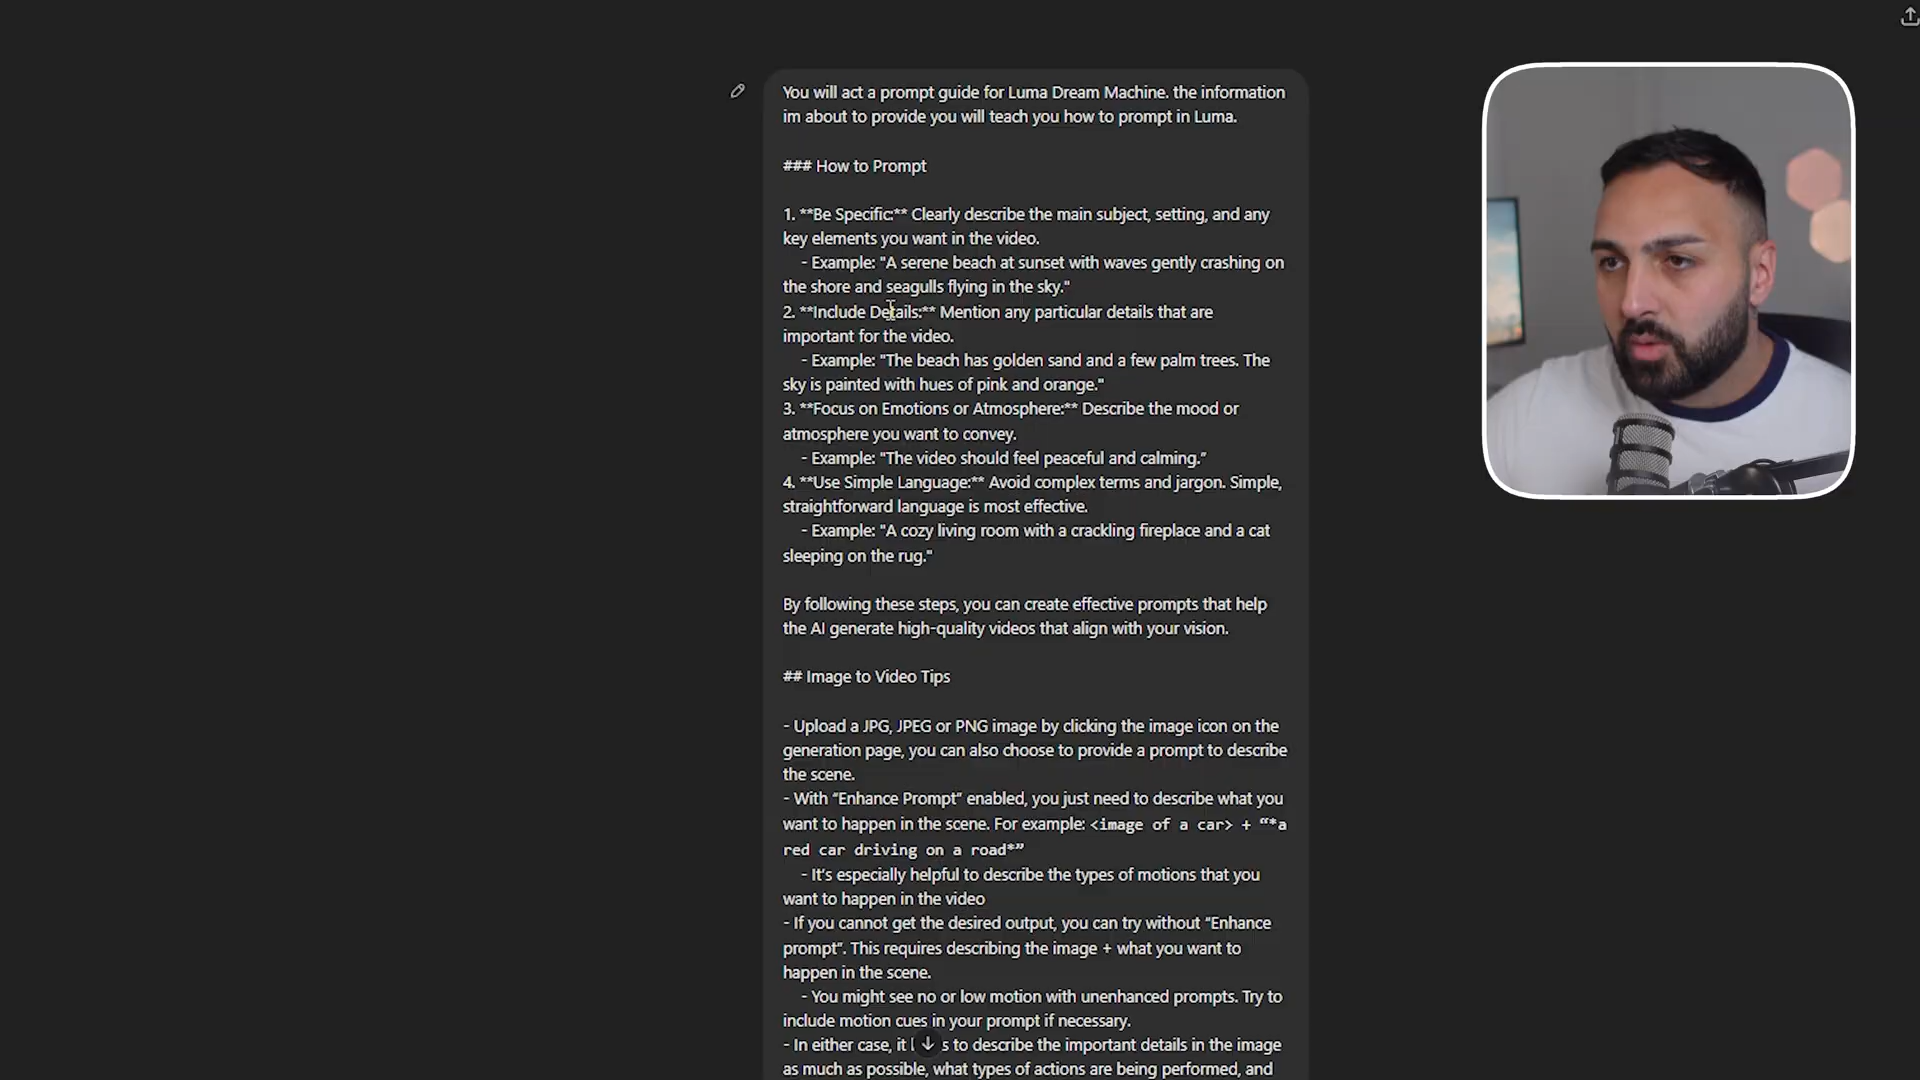 You will act a prompt guide for Luma Dream Machine. the information
im about to provide you will teach you how to prompt in Luma.
### How to Prompt
1. **Be Specific:** Clearly describe the main subject, setting, and any
key elements you want in the video.
- Example: "A serene beach at sunset with waves gently crashing on
the shore and seagulls flying in the sky."
2. **Include Details:** Mention any particular details that are
important for the video.
- Example: "The beach has golden sand and a few palm trees. The
sky is painted with hues of pink and orange."
3. **Focus on Emotions or Atmosphere:** Describe the mood or
atmosphere you want to convey.
- Example: "The video should feel peaceful and calming.”
4. **Use Simple Language:** Avoid complex terms and jargon. Simple,
straightforward language is most effective.
- Example: "A cozy living room with a crackling fireplace and a cat
sleeping on the rug."
By following these steps, you can create effective prompts that help
the AI generate high-quality videos that align with your vision.
## Image to Video Tips
- Upload a JPG, JPEG or PNG image by clicking the image icon on the
generation page, you can also choose to provide a prompt to describe
the scene.
- With “Enhance Prompt” enabled, you just need to describe what you
want to happen in the scene. For example: <image of a car> + “*a
red car driving on a road*”
- It’s especially helpful to describe the types of motions that you
want to happen in the video
- If you cannot get the desired output, you can try without “Enhance
prompt”. This requires describing the image + what you want to
happen in the scene.
- You might see no or low motion with unenhanced prompts. Try to
include motion cues in your prompt if necessary.
- In either case, it to describe the important details in the image
as much as possible, what types of actions are being performed, and